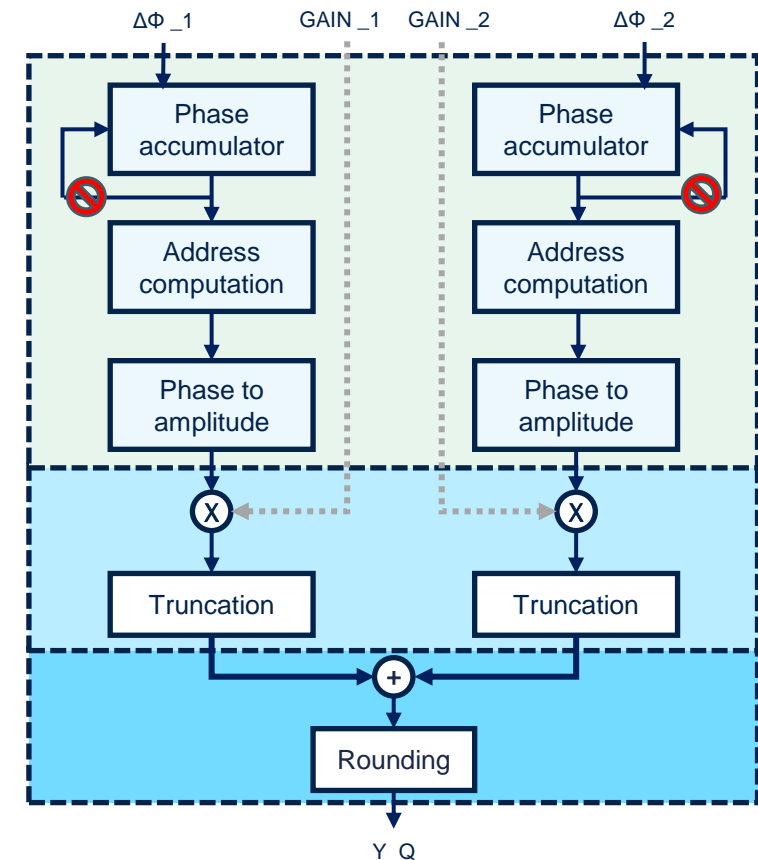 ΔΦ _1
GAIN _1
GAIN _2
ΔΦ _2
Phase
accumulator
Phase
accumulator
Address
computation
Address
computation
Phase to
amplitude
Phase to
amplitude
X
X
Truncation
Truncation
+
Rounding
Y Q